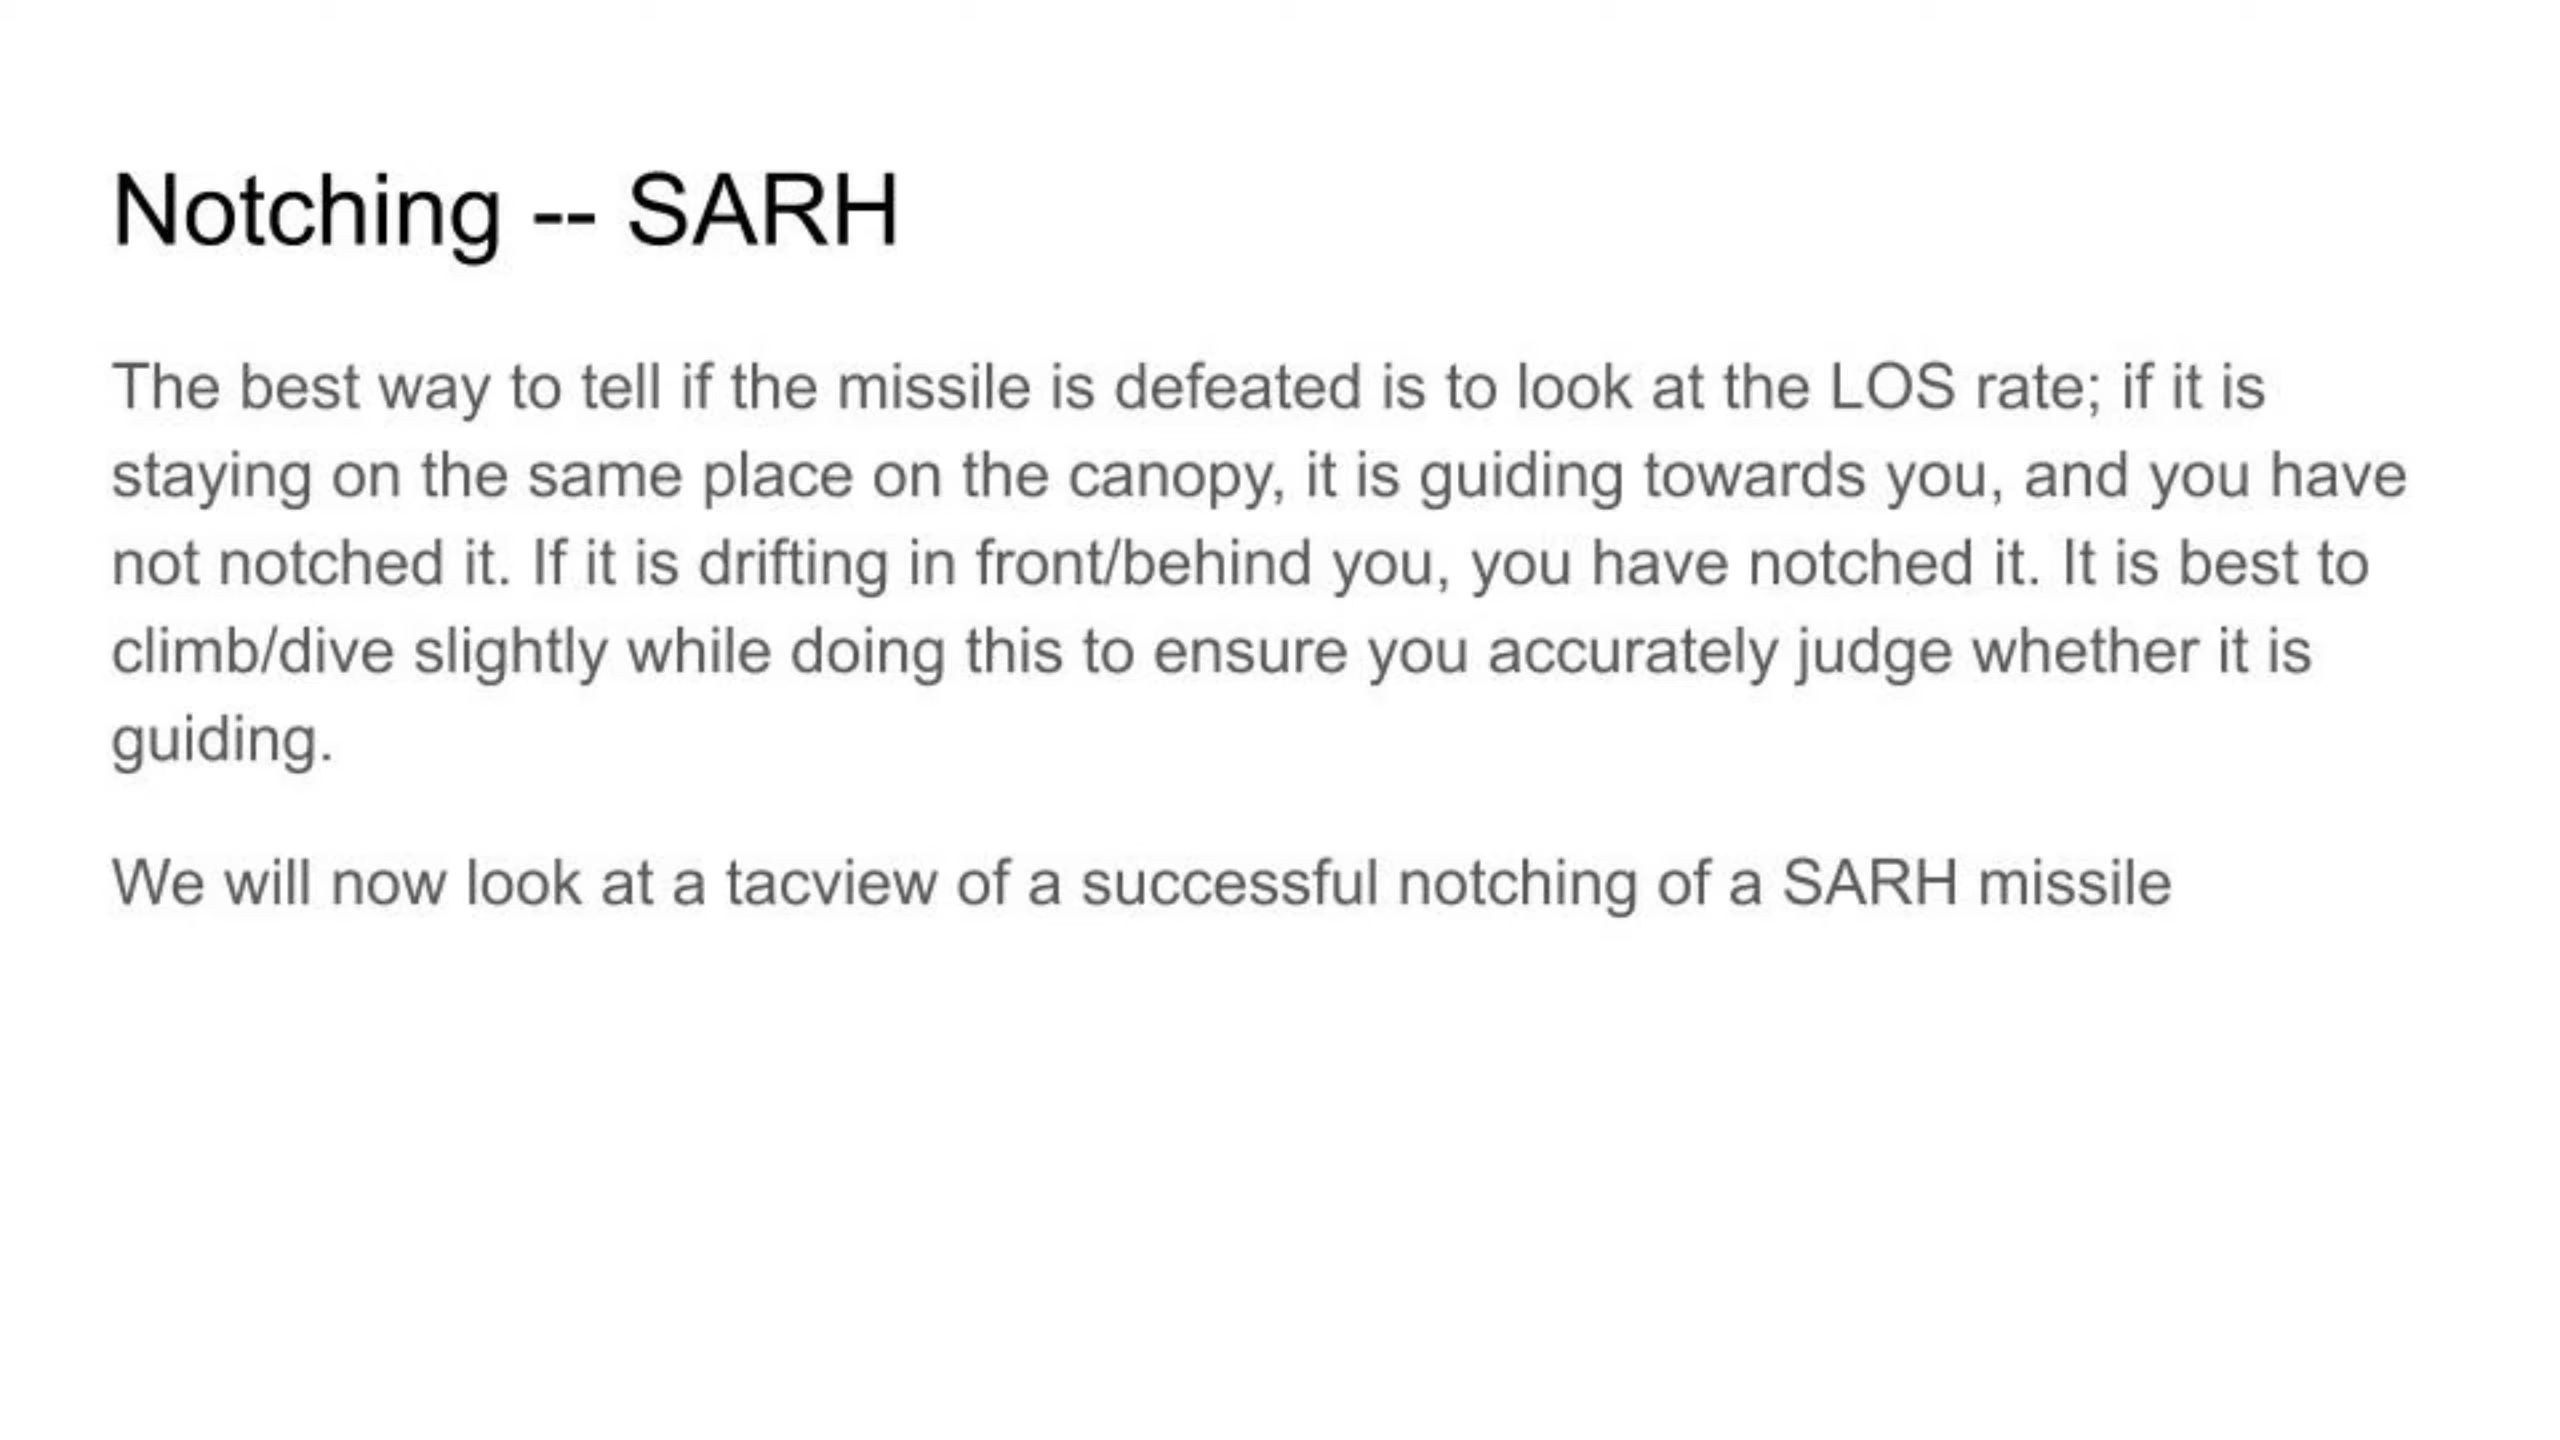 Notching -- SARH
The best way to tell if the missile is defeated is to look at the LOS rate; if it is
staying on the same place on the canopy, it is guiding towards you, and you have
not notched it. If it is drifting in front/behind you, you have notched it. It is best to
climb/dive slightly while doing this to ensure you accurately judge whether it is
guiding.
We will now look at a tacview of a successful notching of a SARH missile